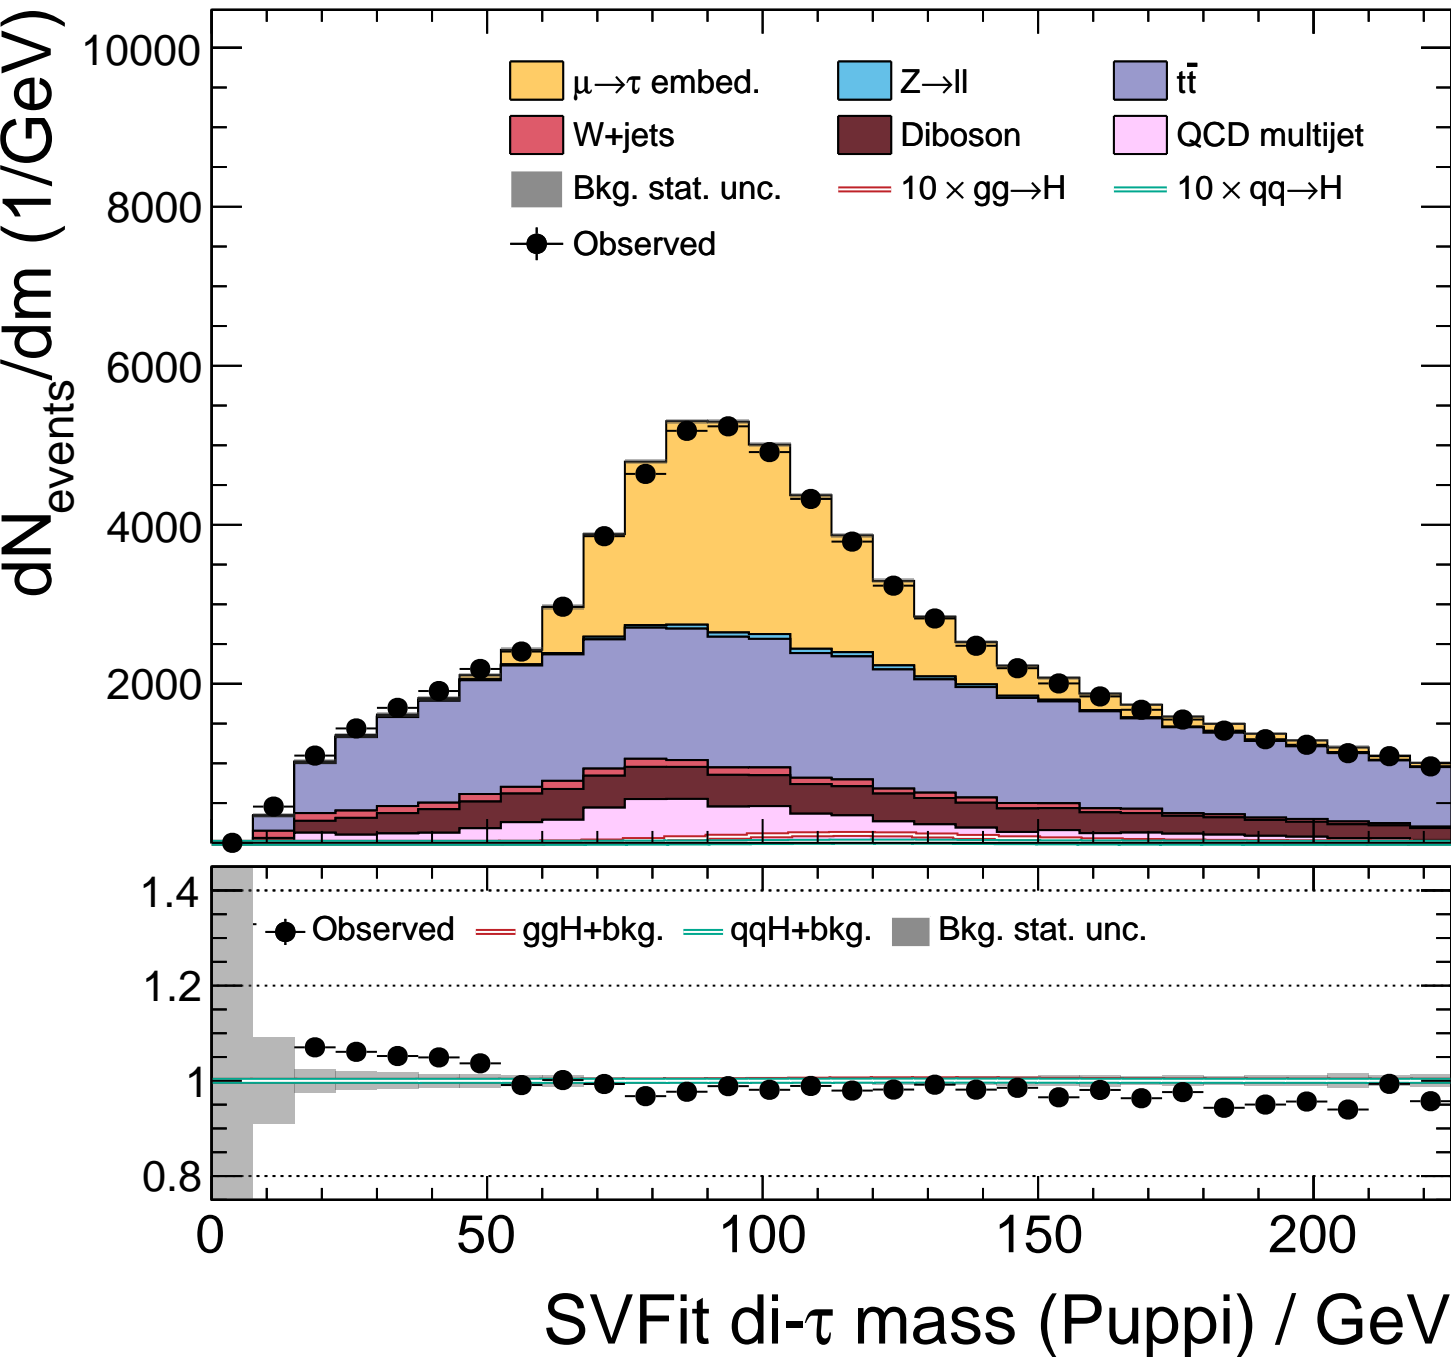 dN_events/dm (1/GeV)
10000
8000
6000
4000
2000
μ→τ embed.
Z→ll
tt̄
W+jets
Diboson
QCD multijet
Bkg. stat. unc.
10 × gg→H
10 × qq→H
Observed
1.4
1.2
1
0.8
Observed
ggH+bkg.
qqH+bkg.
Bkg. stat. unc.
0
50
100
150
200
SVFit di-τ mass (Puppi) / GeV